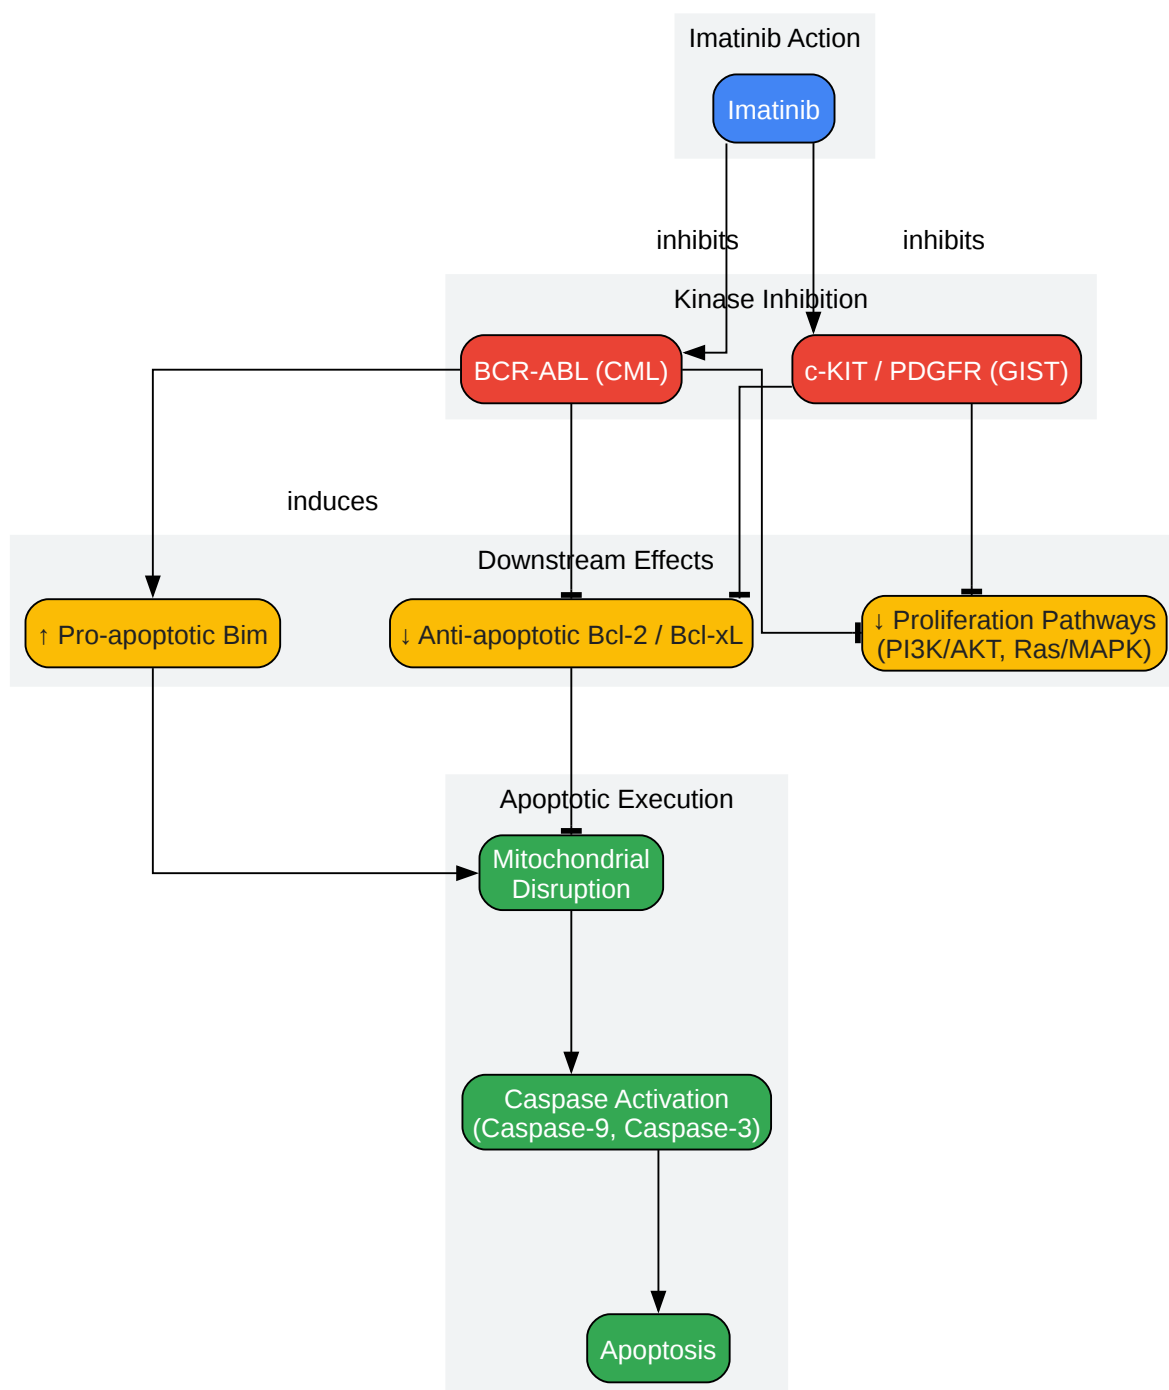 Imatinib Action
Imatinib
inhibits
inhibits
Kinase Inhibition
BCR-ABL (CML)
c-KIT / PDGFR (GIST)
induces
Downstream Effects
↑ Pro-apoptotic Bim
↓ Anti-apoptotic Bcl-2 / Bcl-xL
↓ Proliferation Pathways
(PI3K/AKT, Ras/MAPK)
Apoptotic Execution
Mitochondrial
Disruption
Caspase Activation
(Caspase-9, Caspase-3)
Apoptosis